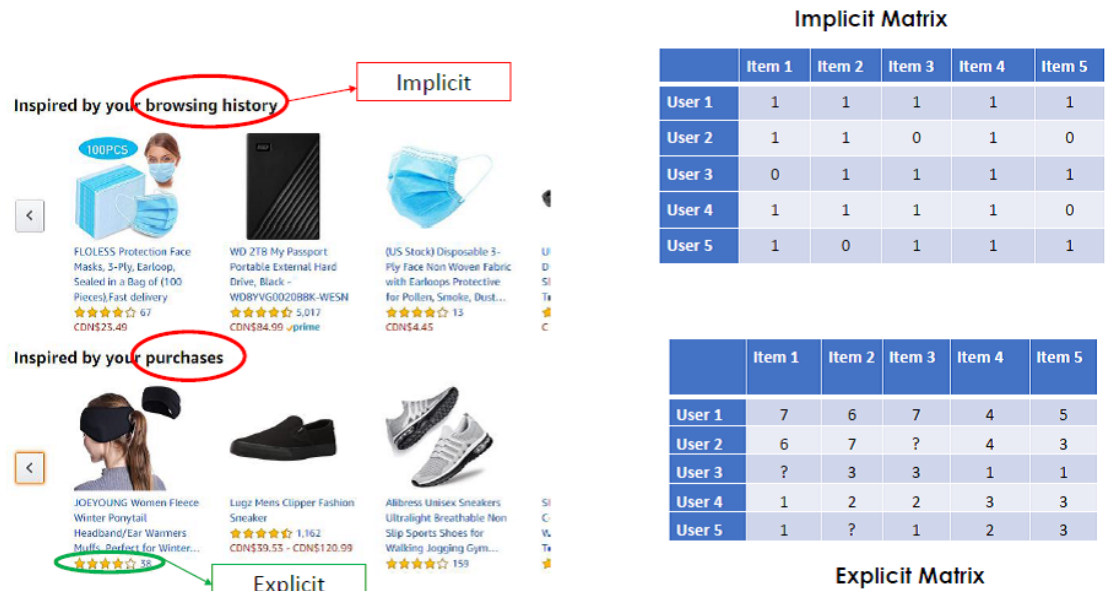 Implicit
Inspired by your browsing history
100PCS
FLOLESS Protection Face
Masks, 3-Ply, Earloop,
Sealed in a Bag of (100
Pieces),Fast delivery
67
CDN$23.49
WD 2TB My Passport
Portable External Hard
Drive, Black -
WDBYVG0020BBK-WESN
5,017
CDN$84.99 prime
(US Stock) Disposable 3-
Ply Face Non Woven Fabric
with Earloops Protective
for Pollen, Smoke, Dust...
13
CDN$4.45
Inspired by your purchases
JOEYOUNG Women Fleece
Winter Ponytail
Headband/Ear Warmers
Muffs, Perfect for Winter...
38
Lugz Mens Clipper Fashion
Sneaker
1,162
CDN$39.53 - CDN$120.99
Alibress Unisex Sneakers
Ultralight Breathable Non
Slip Sports Shoes for
Walking Jogging Gym...
159
Explicit
Implicit Matrix
Item 1 Item 2 Item 3 Item 4 Item 5
User 1 1 1 1 1 1
User 2 1 1 0 1 0
User 3 0 1 1 1 1
User 4 1 1 1 1 0
User 5 1 0 1 1 1
Item 1 Item 2 Item 3 Item 4 Item 5
User 1 7 6 7 4 5
User 2 6 7 ? 4 3
User 3 ? 3 3 1 1
User 4 1 2 2 3 3
User 5 1 ? 1 2 3
Explicit Matrix